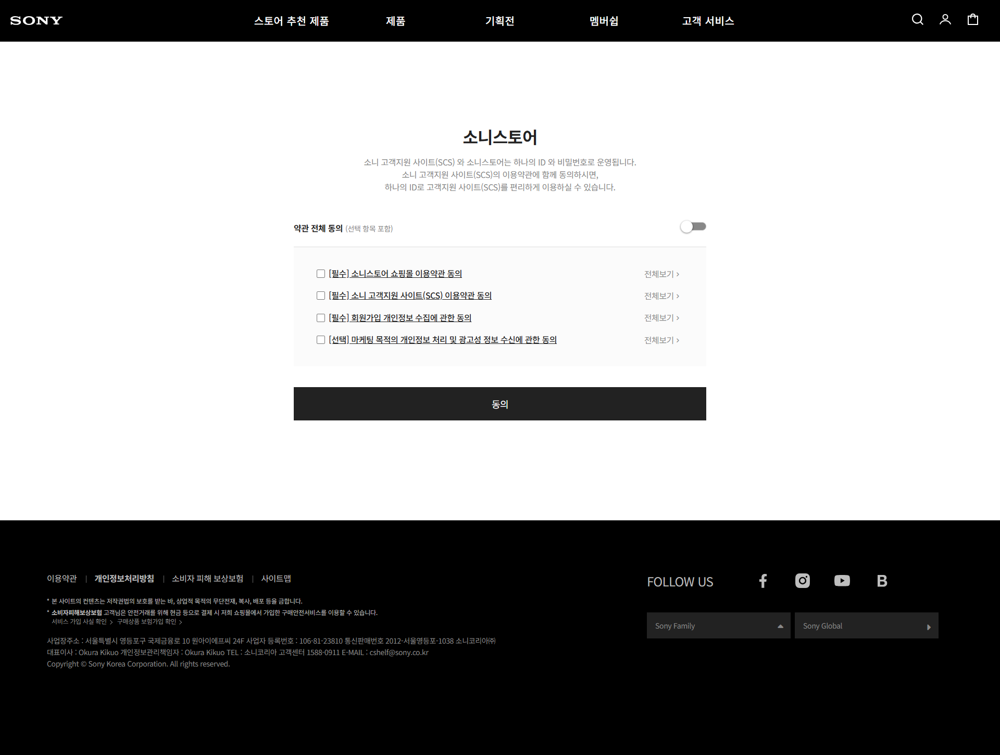 SONY
스토어 추천 제품
제품
기획전
멤버쉽
고객 서비스
소니스토어
소니 고객지원 사이트(SCS) 와 소니스토어는 하나의 ID 와 비밀번호로 운영됩니다.
소니 고객지원 사이트(SCS)의 이용약관에 함께 동의하시면,
하나의 ID로 고객지원 사이트(SCS)를 편리하게 이용하실 수 있습니다.
약관 전체 동의 (선택 항목 포함)
[필수] 소니스토어 쇼핑몰 이용약관 동의 전체보기 >
[필수] 소니 고객지원 사이트(SCS) 이용약관 동의 전체보기 >
[필수] 회원가입 개인정보 수집에 관한 동의 전체보기 >
[선택] 마케팅 목적의 개인정보 처리 및 광고성 정보 수신에 관한 동의 전체보기 >
동의
이용약관 | 개인정보처리방침 | 소비자 피해 보상보험 | 사이트맵
* 본 사이트의 컨텐츠는 저작권법의 보호를 받는 바, 상업적 목적의 무단전재, 복사, 배포 등을 금합니다.
* 소비자피해보상보험 고객님은 안전거래를 위해 현금 등으로 결제 시 저희 쇼핑몰에서 가입한 구매안전서비스를 이용할 수 있습니다.
서비스 가입 사실 확인 > 구매상품 보험가입 확인 >
사업장주소 : 서울특별시 영등포구 국제금융로 10 원아이에프씨 24F 사업자 등록번호 : 106-81-23810 통신판매번호 2012-서울영등포-1038 소니코리아㈜
대표이사 : Okura Kikuo 개인정보관리책임자 : Okura Kikuo TEL : 소니코리아 고객센터 1588-0911 E-MAIL : cshelf@sony.co.kr
Copyright © Sony Korea Corporation. All rights reserved.
FOLLOW US
Sony Family
Sony Global